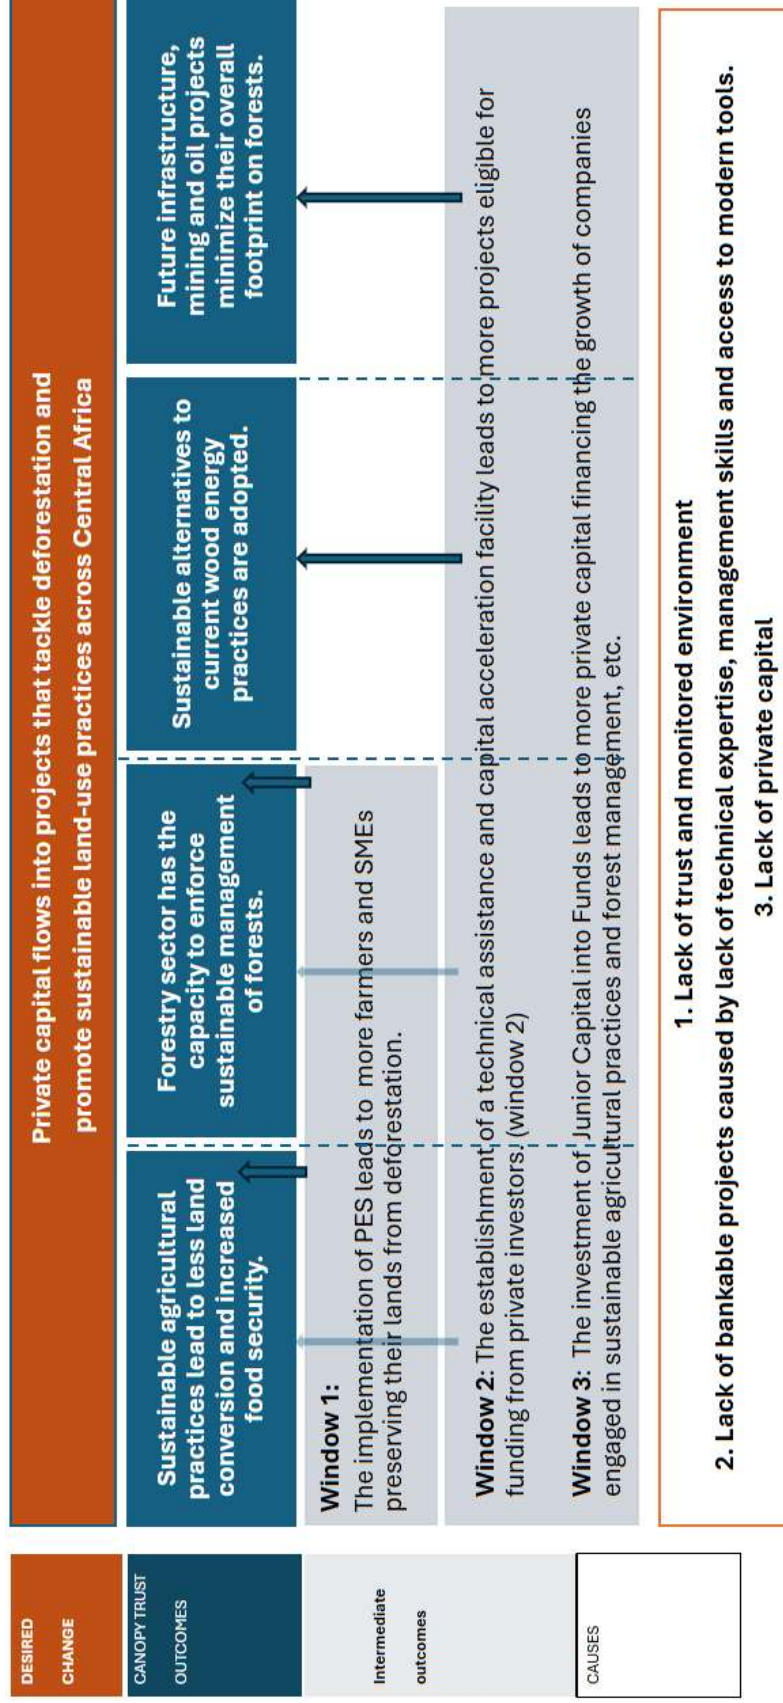 DESIRED
CHANGE
Private capital flows into projects that tackle deforestation and
promote sustainable land-use practices across Central Africa
CANOPY TRUST
OUTCOMES
Sustainable agricultural
practices lead to less land
conversion and increased
food security.
Forestry sector has the
capacity to enforce
sustainable management
of forests.
Sustainable alternatives to
current wood energy
practices are adopted.
Future infrastructure,
mining and oil projects
minimize their overall
footprint on forests.
Intermediate
outcomes
Window 1:
The implementation of PES leads to more farmers and SMEs
preserving their lands from deforestation.
Window 2: The establishment of a technical assistance and capital acceleration facility leads to more projects eligible for
funding from private investors. (window 2)
Window 3: The investment of Junior Capital into Funds leads to more private capital financing the growth of companies
engaged in sustainable agricultural practices and forest management, etc.
CAUSES
1. Lack of trust and monitored environment
2. Lack of bankable projects caused by lack of technical expertise, management skills and access to modern tools.
3. Lack of private capital